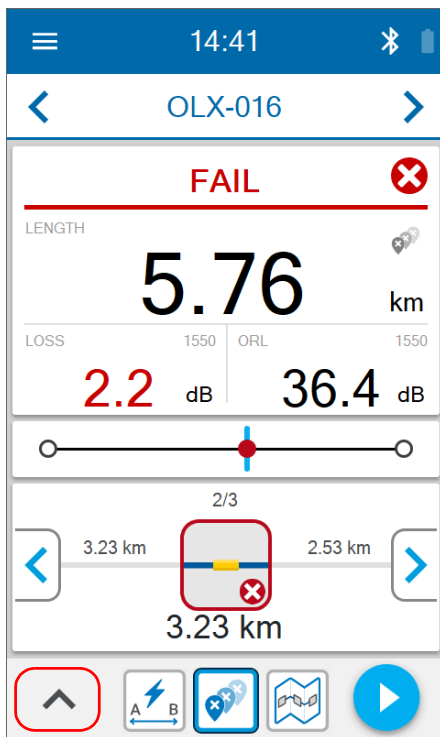 14:41
OLX-016
FAIL
LENGTH
5.76 km
LOSS 1550 ORL 1550
2.2 dB 36.4 dB
2/3
3.23 km 2.53 km
3.23 km
A B